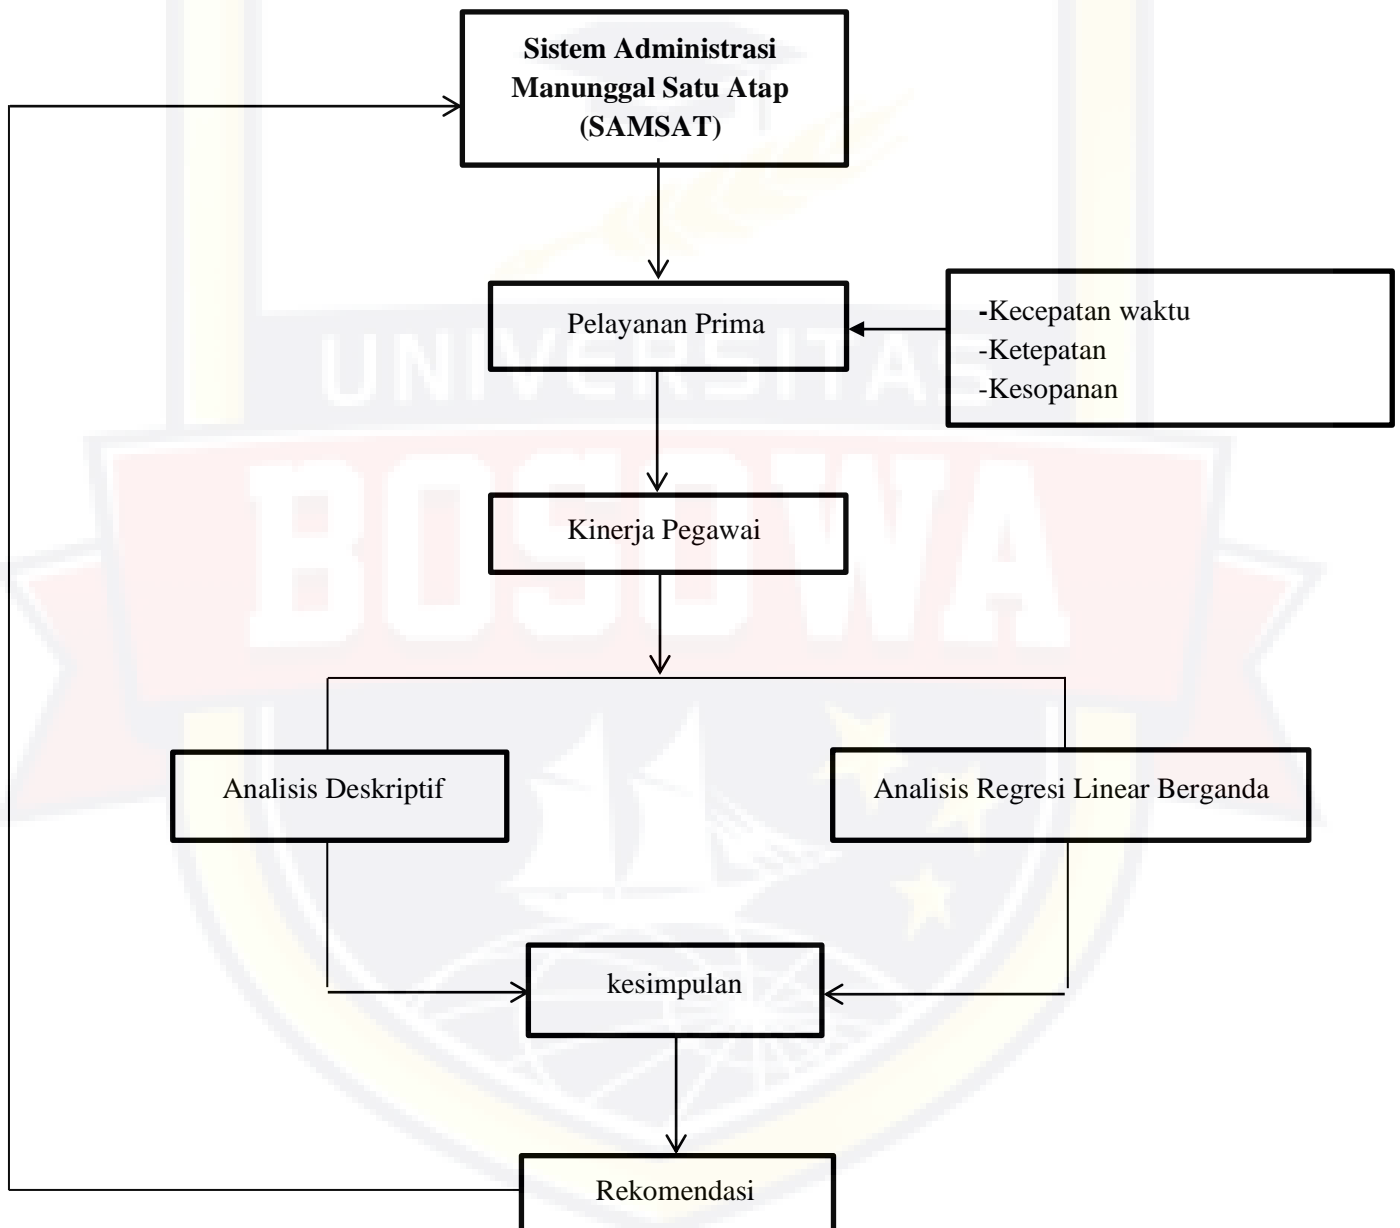 Sistem Administrasi
Manunggal Satu Atap
(SAMSAT)
Pelayanan Prima
-Kecepatan waktu
-Ketepatan
-Kesopanan
UNIVERSITAS
BOSOWA
Kinerja Pegawai
Analisis Deskriptif
Analisis Regresi Linear Berganda
kesimpulan
Rekomendasi